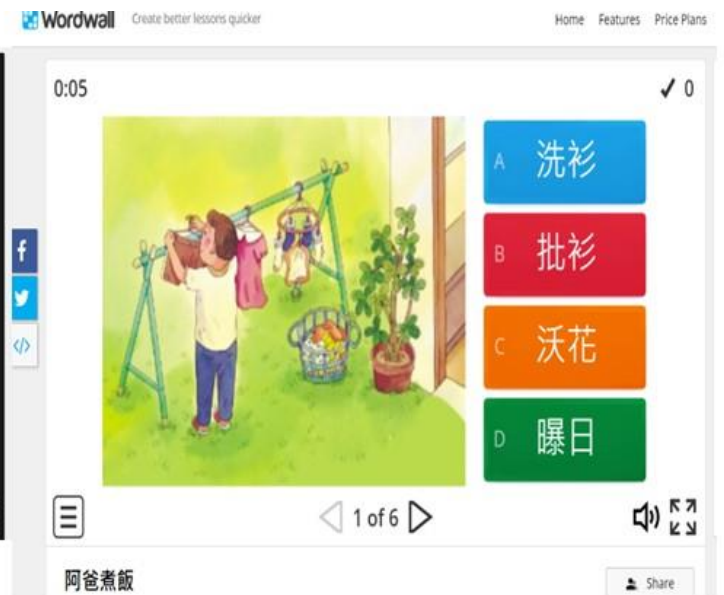 Wordwall Create better lessons quicker Home Features Price Plans
0:05 ✓ 0
A 洗衫
B 批衫
C 沃花
D 曝日
1 of 6
阿爸煮飯 Share